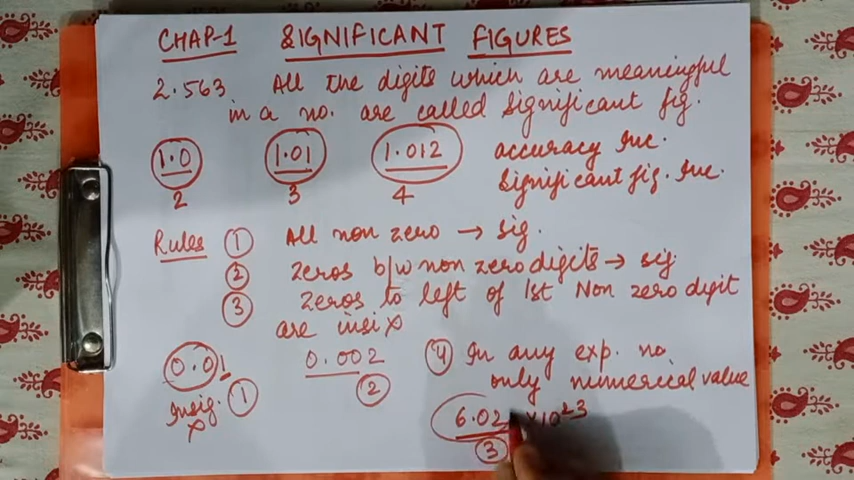 CHAP-1 SIGNIFICANT FIGURES
2.563 All the digits which are meaningful
in a no. are called Significant fig.
1.0 1.01 1.012 accuracy Inc.
2 3 4 Significant fig. Inc.
Rules 1 All non zero → sig.
2 zeros b/w non zero digits → sig
3 zeros to left of 1st Non zero digit
are insi
0.01 0.002 4 In any exp. no.
Insig. 1 2 only numerical value
6.02 ×10²³
3